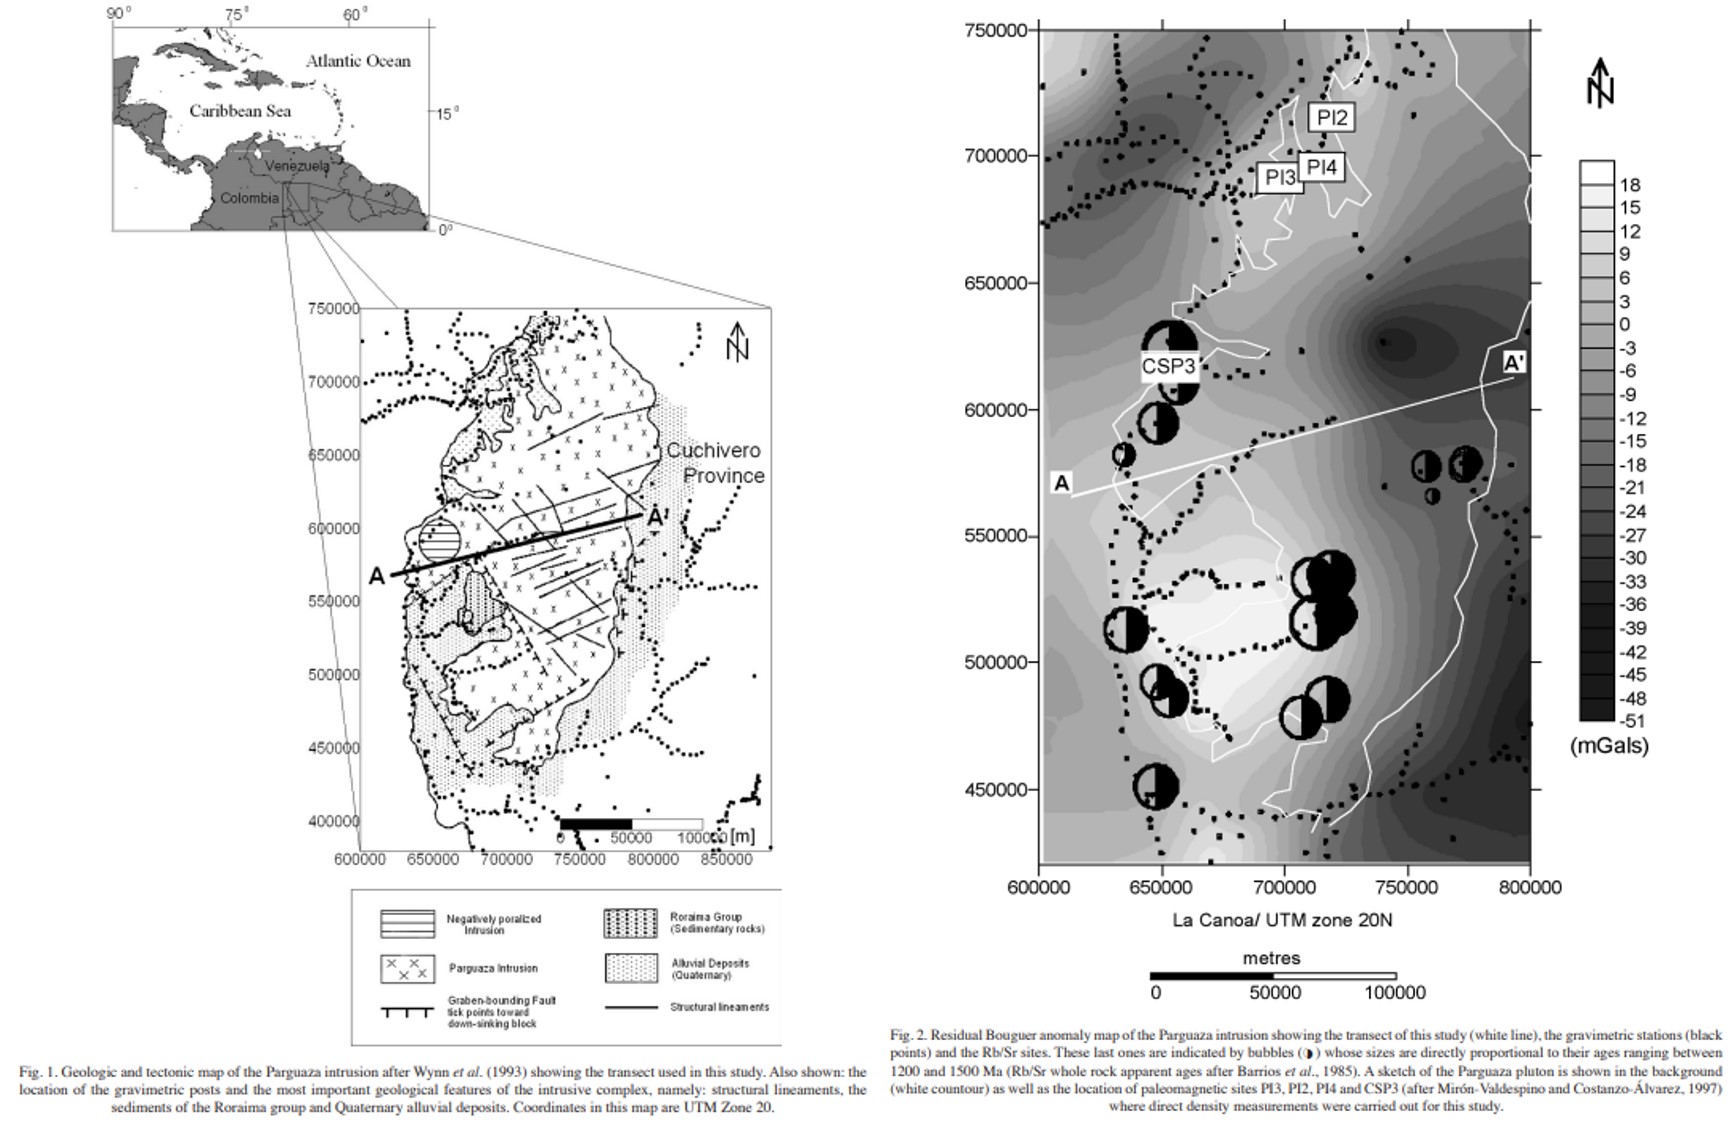 90° 75° 60°
Atlantic Ocean
Caribbean Sea
15°
Venezuela
Colombia
0°
750000
700000
650000
600000
550000
500000
450000
400000
N
Cuchivero
Province
A
A'
0 50000 100000 [m]
600000 650000 700000 750000 800000 850000
Negatively poralized
Intrusion
Parguaza Intrusion
Graben-bounding Fault
tick points toward
down-sinking block
Roraima Group
(Sedimentary rocks)
Alluvial Deposits
(Quaternary)
Structural lineaments
Fig. 1. Geologic and tectonic map of the Parguaza intrusion after Wynn et al. (1993) showing the transect used in this study. Also shown: the
location of the gravimetric posts and the most important geological features of the intrusive complex, namely: structural lineaments, the
sediments of the Roraima group and Quaternary alluvial deposits. Coordinates in this map are UTM Zone 20.
750000
700000
650000
600000
550000
500000
450000
PI2
PI4
PI3
CSP3
A'
A
600000 650000 700000 750000 800000
La Canoa/ UTM zone 20N
metres
0 50000 100000
N
18
15
12
9
6
3
0
-3
-6
-9
-12
-15
-18
-21
-24
-27
-30
-33
-36
-39
-42
-45
-48
-51
(mGals)
Fig. 2. Residual Bouguer anomaly map of the Parguaza intrusion showing the transect of this study (white line), the gravimetric stations (black
points) and the Rb/Sr sites. These last ones are indicated by bubbles (◑) whose sizes are directly proportional to their ages ranging between
1200 and 1500 Ma (Rb/Sr whole rock apparent ages after Barrios et al., 1985). A sketch of the Parguaza pluton is shown in the background
(white countour) as well as the location of paleomagnetic sites PI3, PI2, PI4 and CSP3 (after Mirón-Valdespino and Costanzo-Álvarez, 1997)
where direct density measurements were carried out for this study.